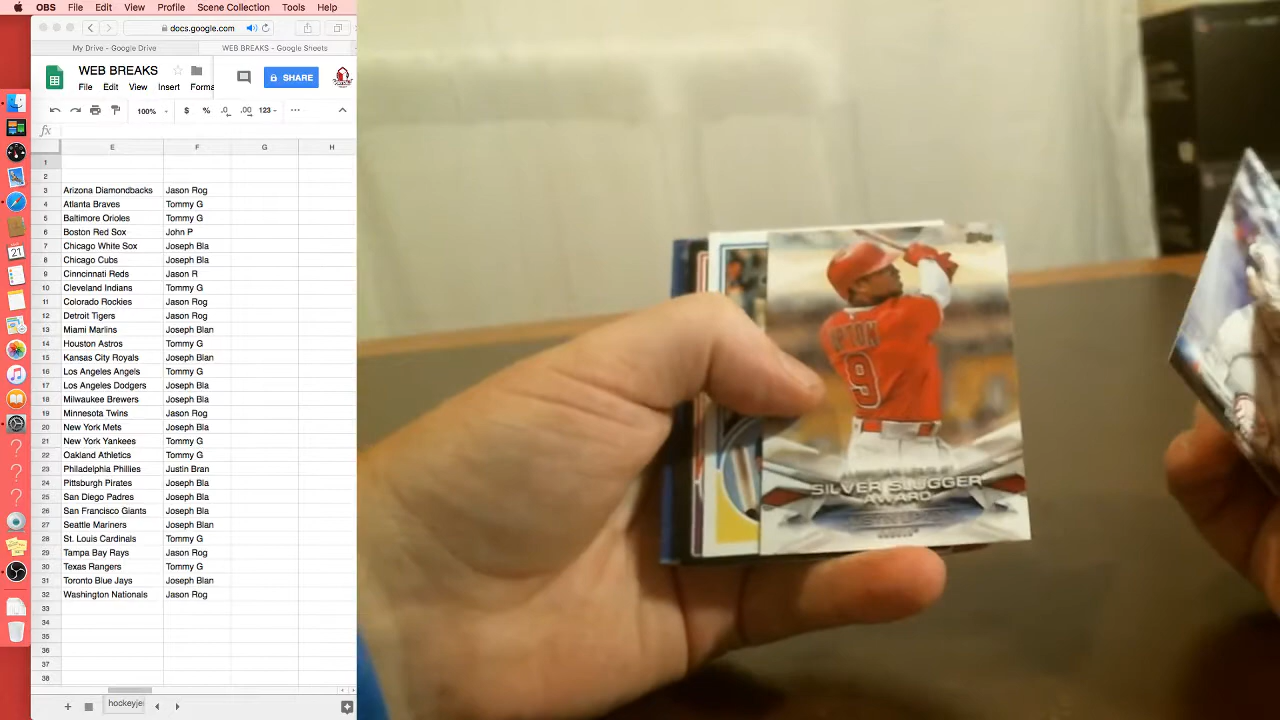 OBS File Edit View Profile Scene Collection Tools Help
docs.google.com
My Drive - Google Drive WEB BREAKS - Google Sheets
WEB BREAKS
File Edit View Insert Forma
SHARE
100% $ % .0 .00 123
fx
E F G H
1
2
3 Arizona Diamondbacks Jason Rog
4 Atlanta Braves Tommy G
5 Baltimore Orioles Tommy G
6 Boston Red Sox John P
7 Chicago White Sox Joseph Bla
8 Chicago Cubs Joseph Bla
9 Cinncinati Reds Jason R
10 Cleveland Indians Tommy G
11 Colorado Rockies Jason Rog
12 Detroit Tigers Jason Rog
13 Miami Marlins Joseph Blan
14 Houston Astros Tommy G
15 Kansas City Royals Joseph Blan
16 Los Angeles Angels Tommy G
17 Los Angeles Dodgers Joseph Bla
18 Milwaukee Brewers Joseph Bla
19 Minnesota Twins Jason Rog
20 New York Mets Joseph Bla
21 New York Yankees Tommy G
22 Oakland Athletics Tommy G
23 Philadelphia Phillies Justin Bran
24 Pittsburgh Pirates Joseph Bla
25 San Diego Padres Joseph Bla
26 San Francisco Giants Joseph Bla
27 Seattle Mariners Joseph Blan
28 St. Louis Cardinals Tommy G
29 Tampa Bay Rays Jason Rog
30 Texas Rangers Tommy G
31 Toronto Blue Jays Joseph Blan
32 Washington Nationals Jason Rog
33
34
35
36
37
38
hockeyje
21
Topps
UPTON
9
AMERICAN LEAGUE
SILVER SLUGGER
AWARD